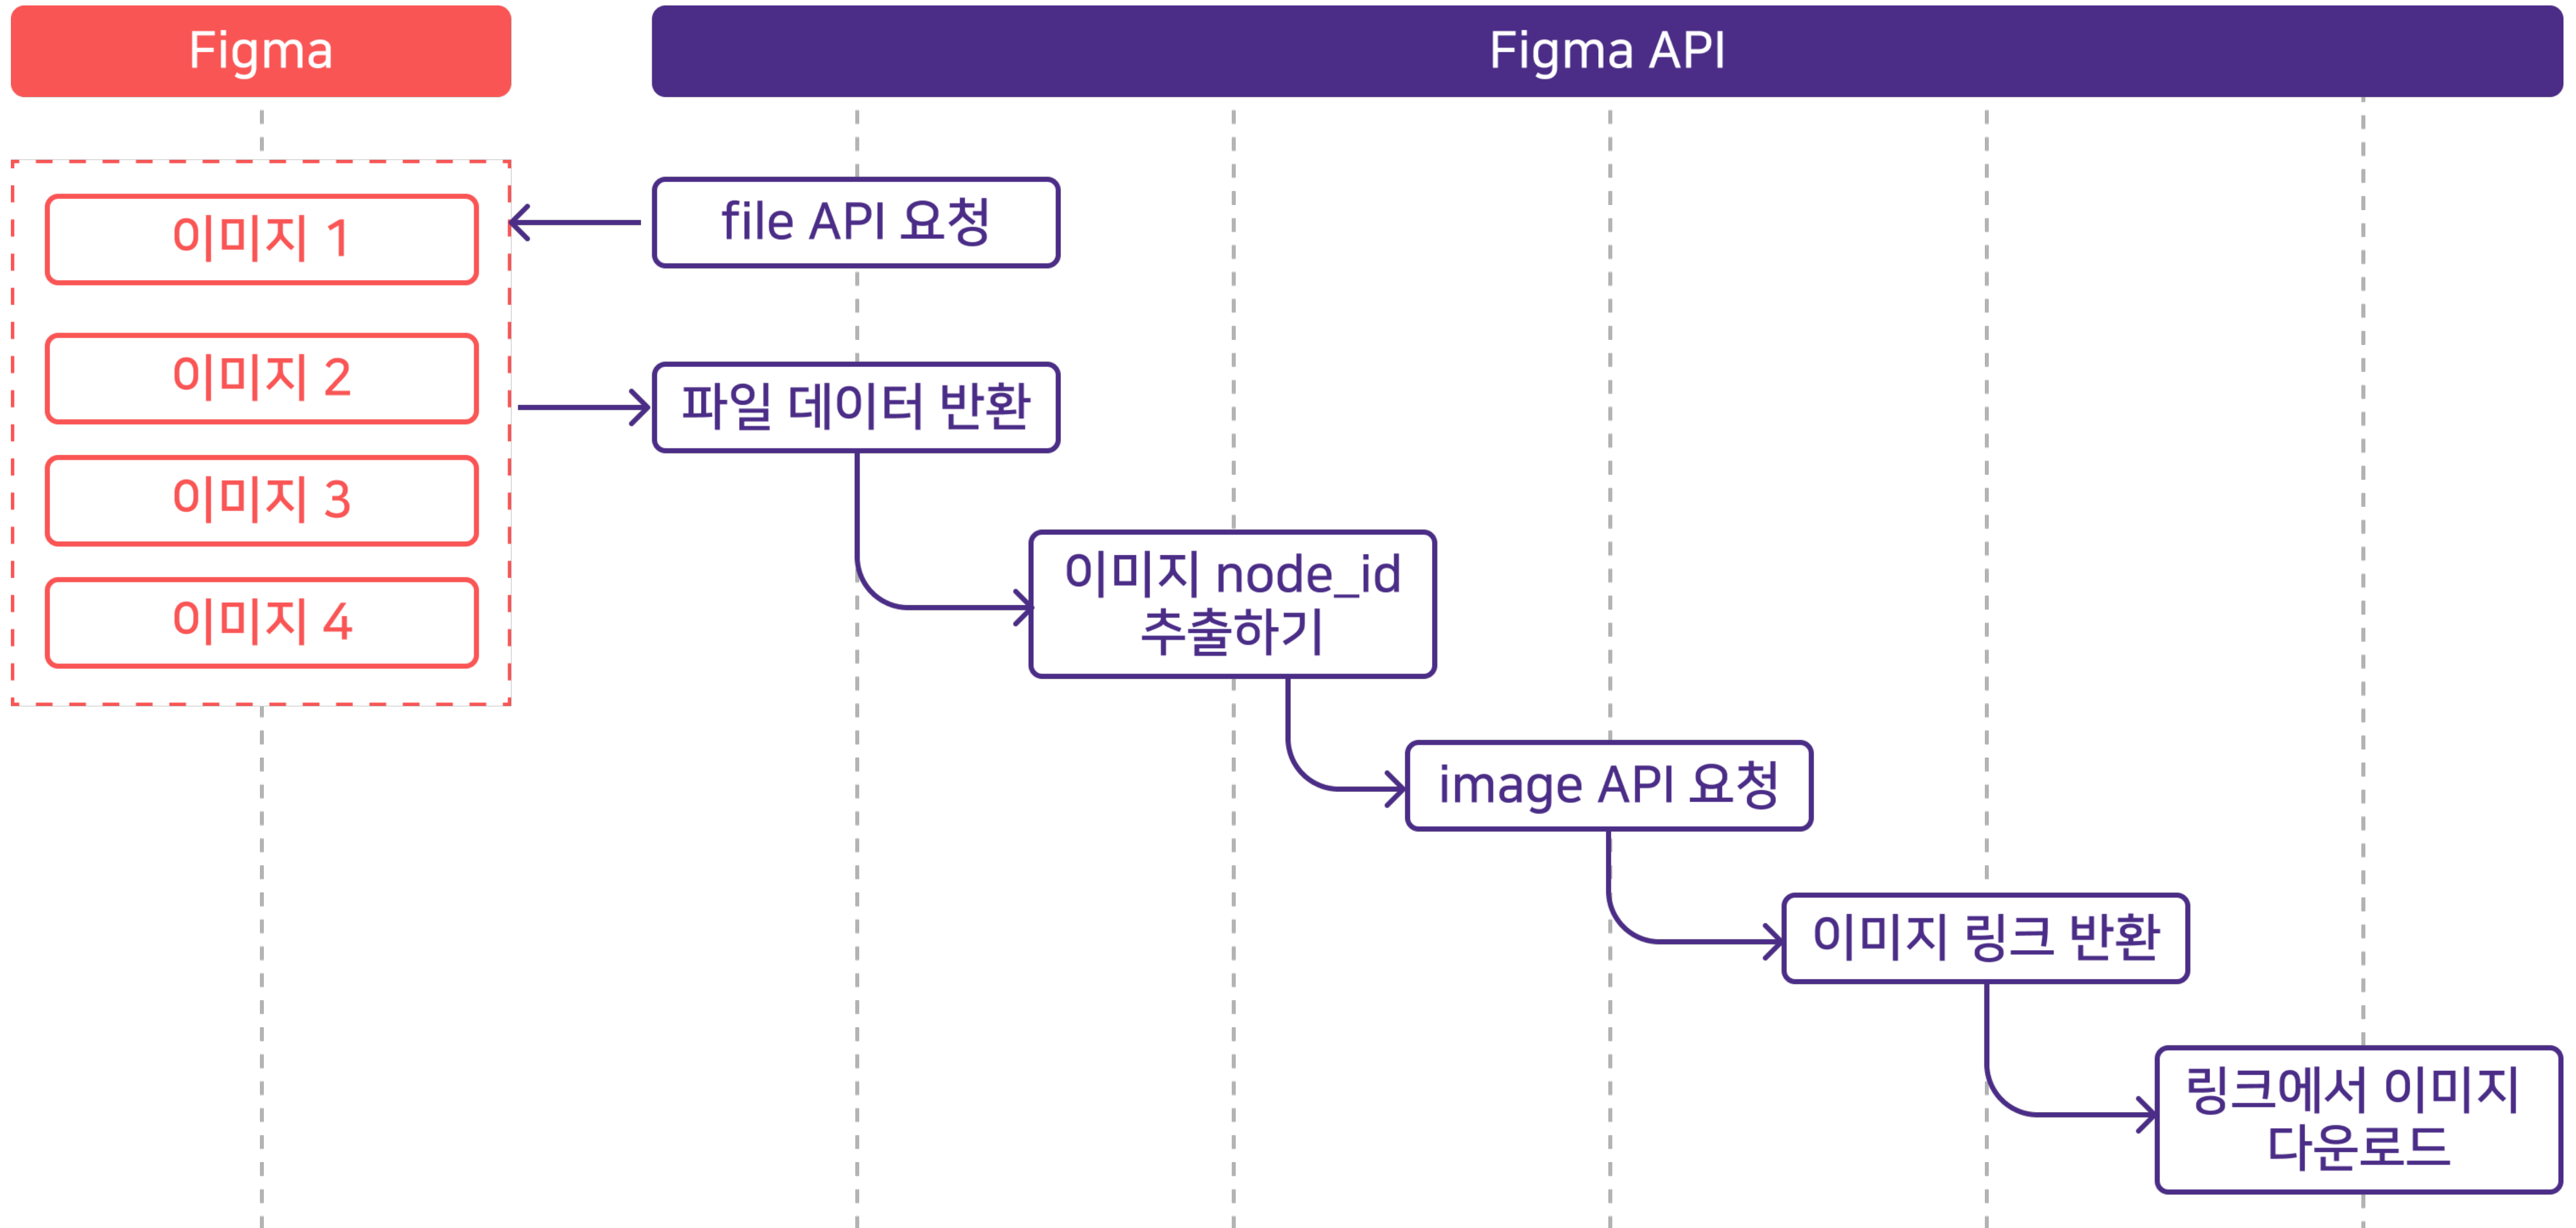 Figma
Figma API
이미지 1
이미지 2
이미지 3
이미지 4
file API 요청
파일 데이터 반환
이미지 node_id
추출하기
image API 요청
이미지 링크 반환
링크에서 이미지
다운로드